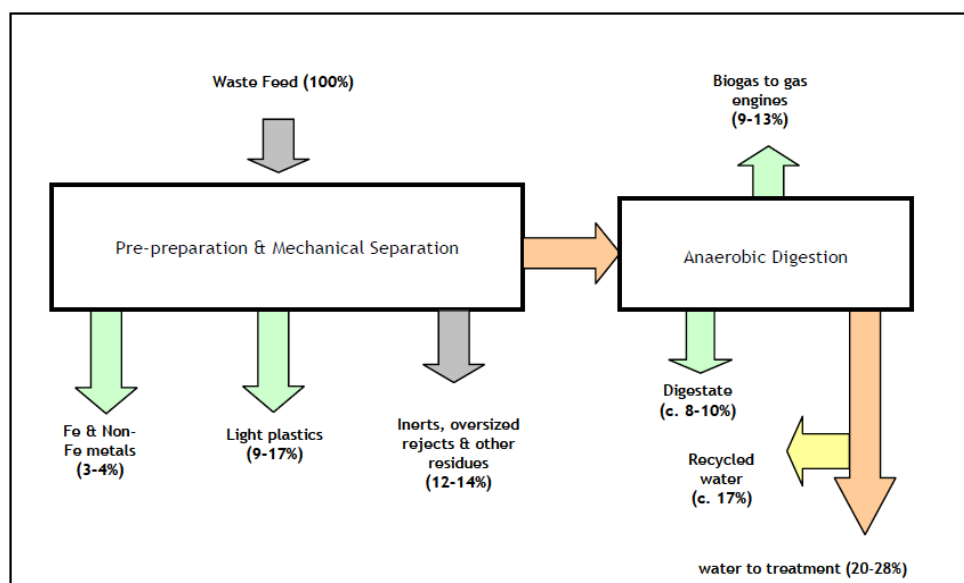 Waste Feed (100%)
Biogas to gas
engines
(9-13%)
Pre-preparation & Mechanical Separation
Anaerobic Digestion
Fe & Non-
Fe metals
(3-4%)
Light plastics
(9-17%)
Inerts, oversized
rejects & other
residues
(12-14%)
Digestate
(c. 8-10%)
Recycled
water
(c. 17%)
water to treatment (20-28%)